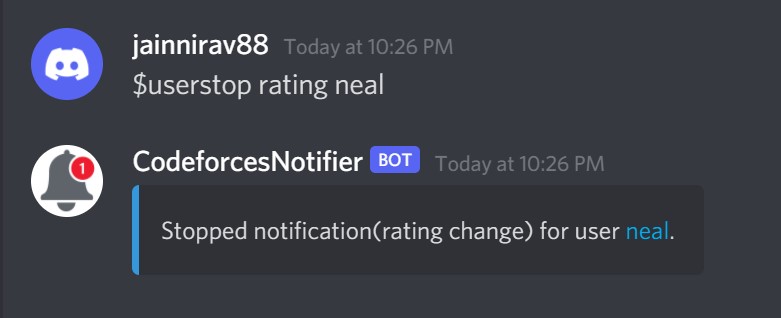 jainnirav88 Today at 10:26 PM
$userstop rating neal
1
CodeforcesNotifier BOT Today at 10:26 PM
Stopped notification(rating change) for user neal.